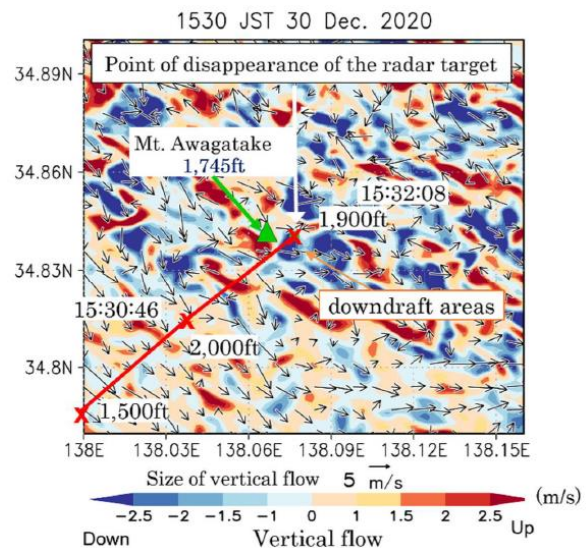 1530 JST 30 Dec. 2020
34.89N
Point of disappearance of the radar target
Mt. Awagatake
1,745ft
34.86N
15:32:08
1,900ft
34.83N
15:30:46
downdraft areas
2,000ft
34.8N
1,500ft
138E 138.03E 138.06E 138.09E 138.12E 138.15E
Size of vertical flow 5 m/s
(m/s)
-2.5 -2 -1.5 -1 0 1 1.5 2 2.5
Down Vertical flow Up